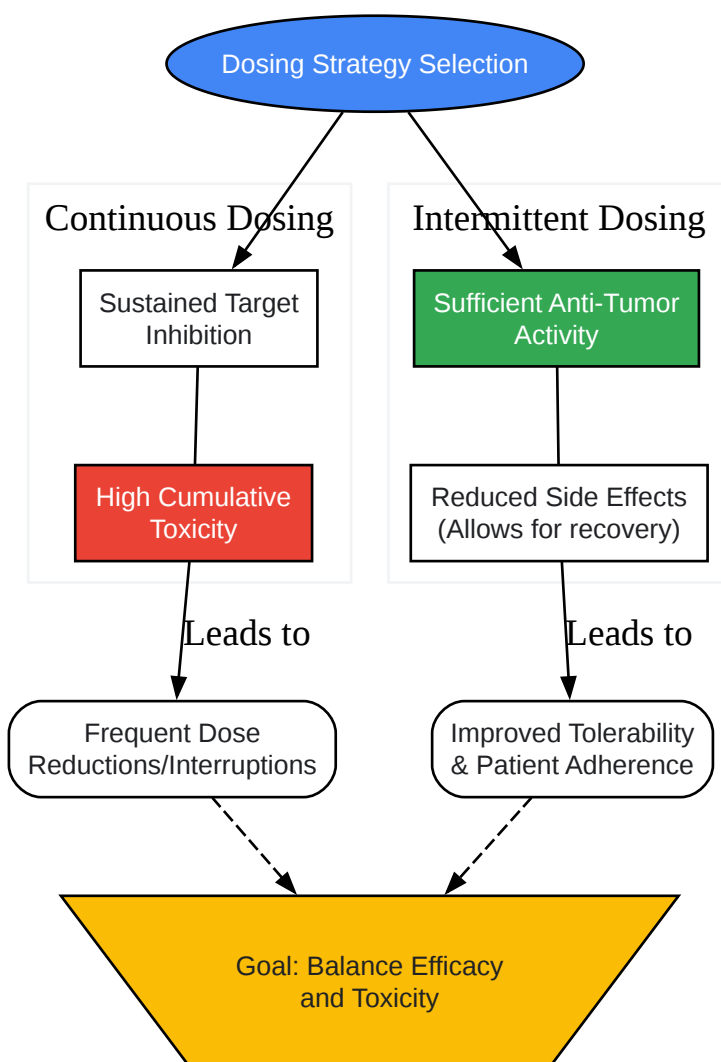 Dosing Strategy Selection
Continuous Dosing
Sustained Target
Inhibition
High Cumulative
Toxicity
Leads to
Frequent Dose
Reductions/Interruptions
Intermittent Dosing
Sufficient Anti-Tumor
Activity
Reduced Side Effects
(Allows for recovery)
Leads to
Improved Tolerability
& Patient Adherence
Goal: Balance Efficacy
and Toxicity